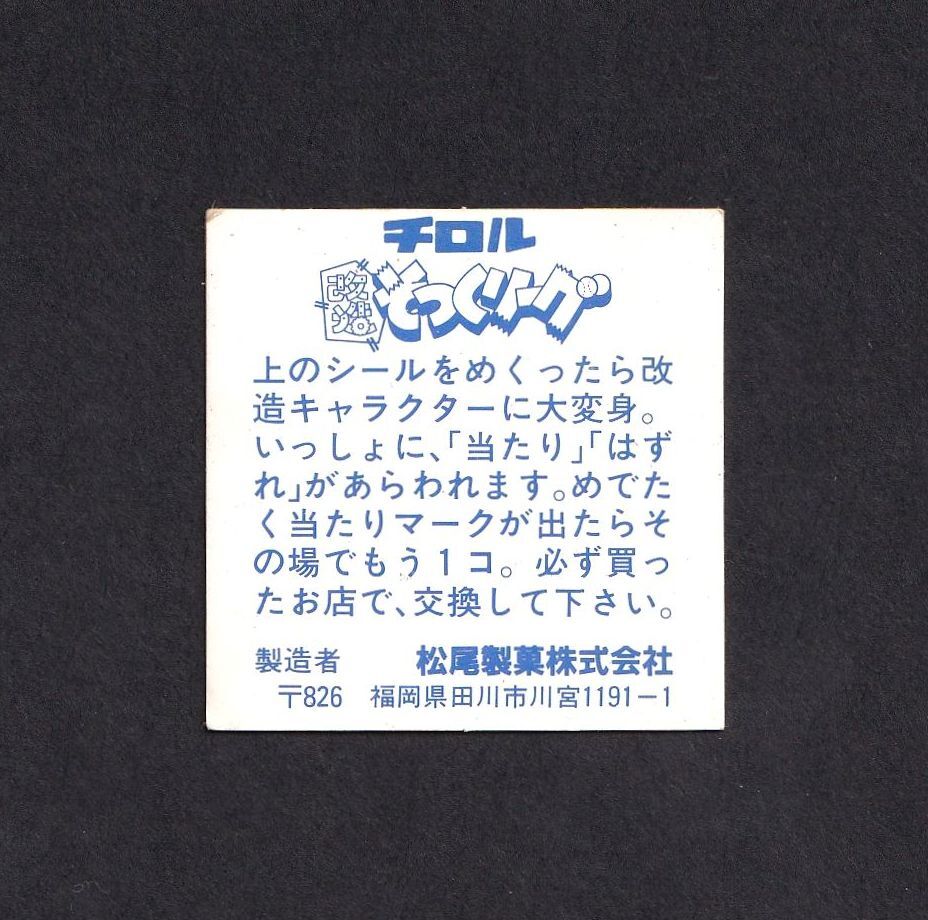 チロル
改造そっくリーグ
上のシールをめくったら改
造キャラクターに大変身。
いっしょに、「当たり」「はず
れ」があらわれます。めでた
く当たりマークが出たらそ
の場でもう1コ。必ず買っ
たお店で、交換して下さい。
製造者 松尾製菓株式会社
〒826 福岡県田川市川宮1191－1